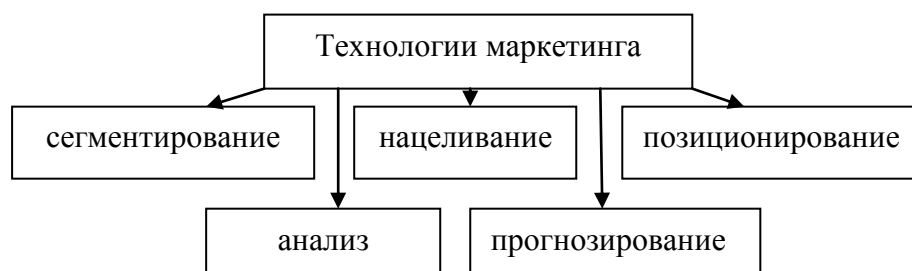 Технологии маркетинга
сегментирование
нацеливание
позиционирование
анализ
прогнозирование